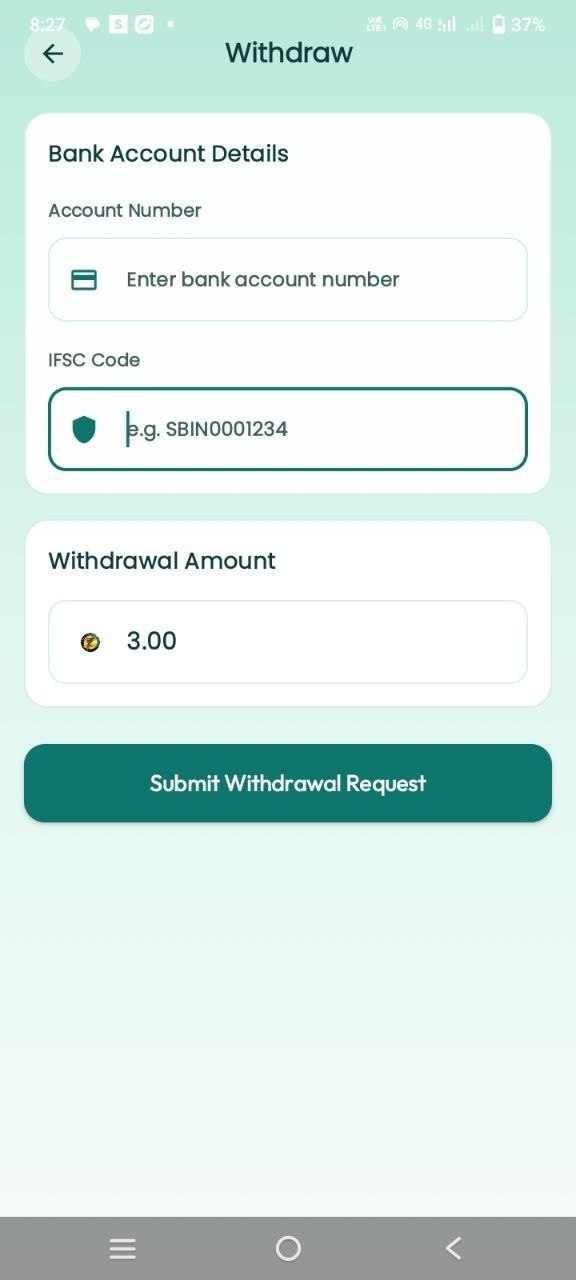 8:27 S 4G 37%
Withdraw
Bank Account Details
Account Number
Enter bank account number
IFSC Code
e.g. SBIN0001234
Withdrawal Amount
3.00
Submit Withdrawal Request